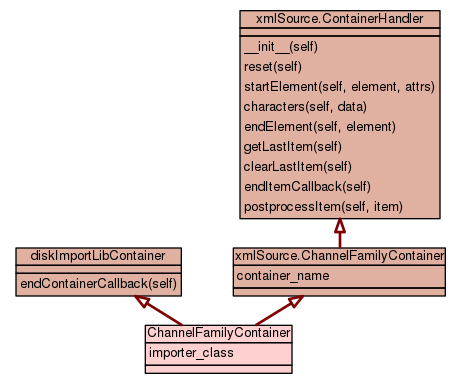 xmlSource.ContainerHandler
__init__(self)
reset(self)
startElement(self, element, attrs)
characters(self, data)
endElement(self, element)
getLastItem(self)
clearLastItem(self)
endItemCallback(self)
postprocessItem(self, item)
diskImportLibContainer
endContainerCallback(self)
xmlSource.ChannelFamilyContainer
container_name
ChannelFamilyContainer
importer_class